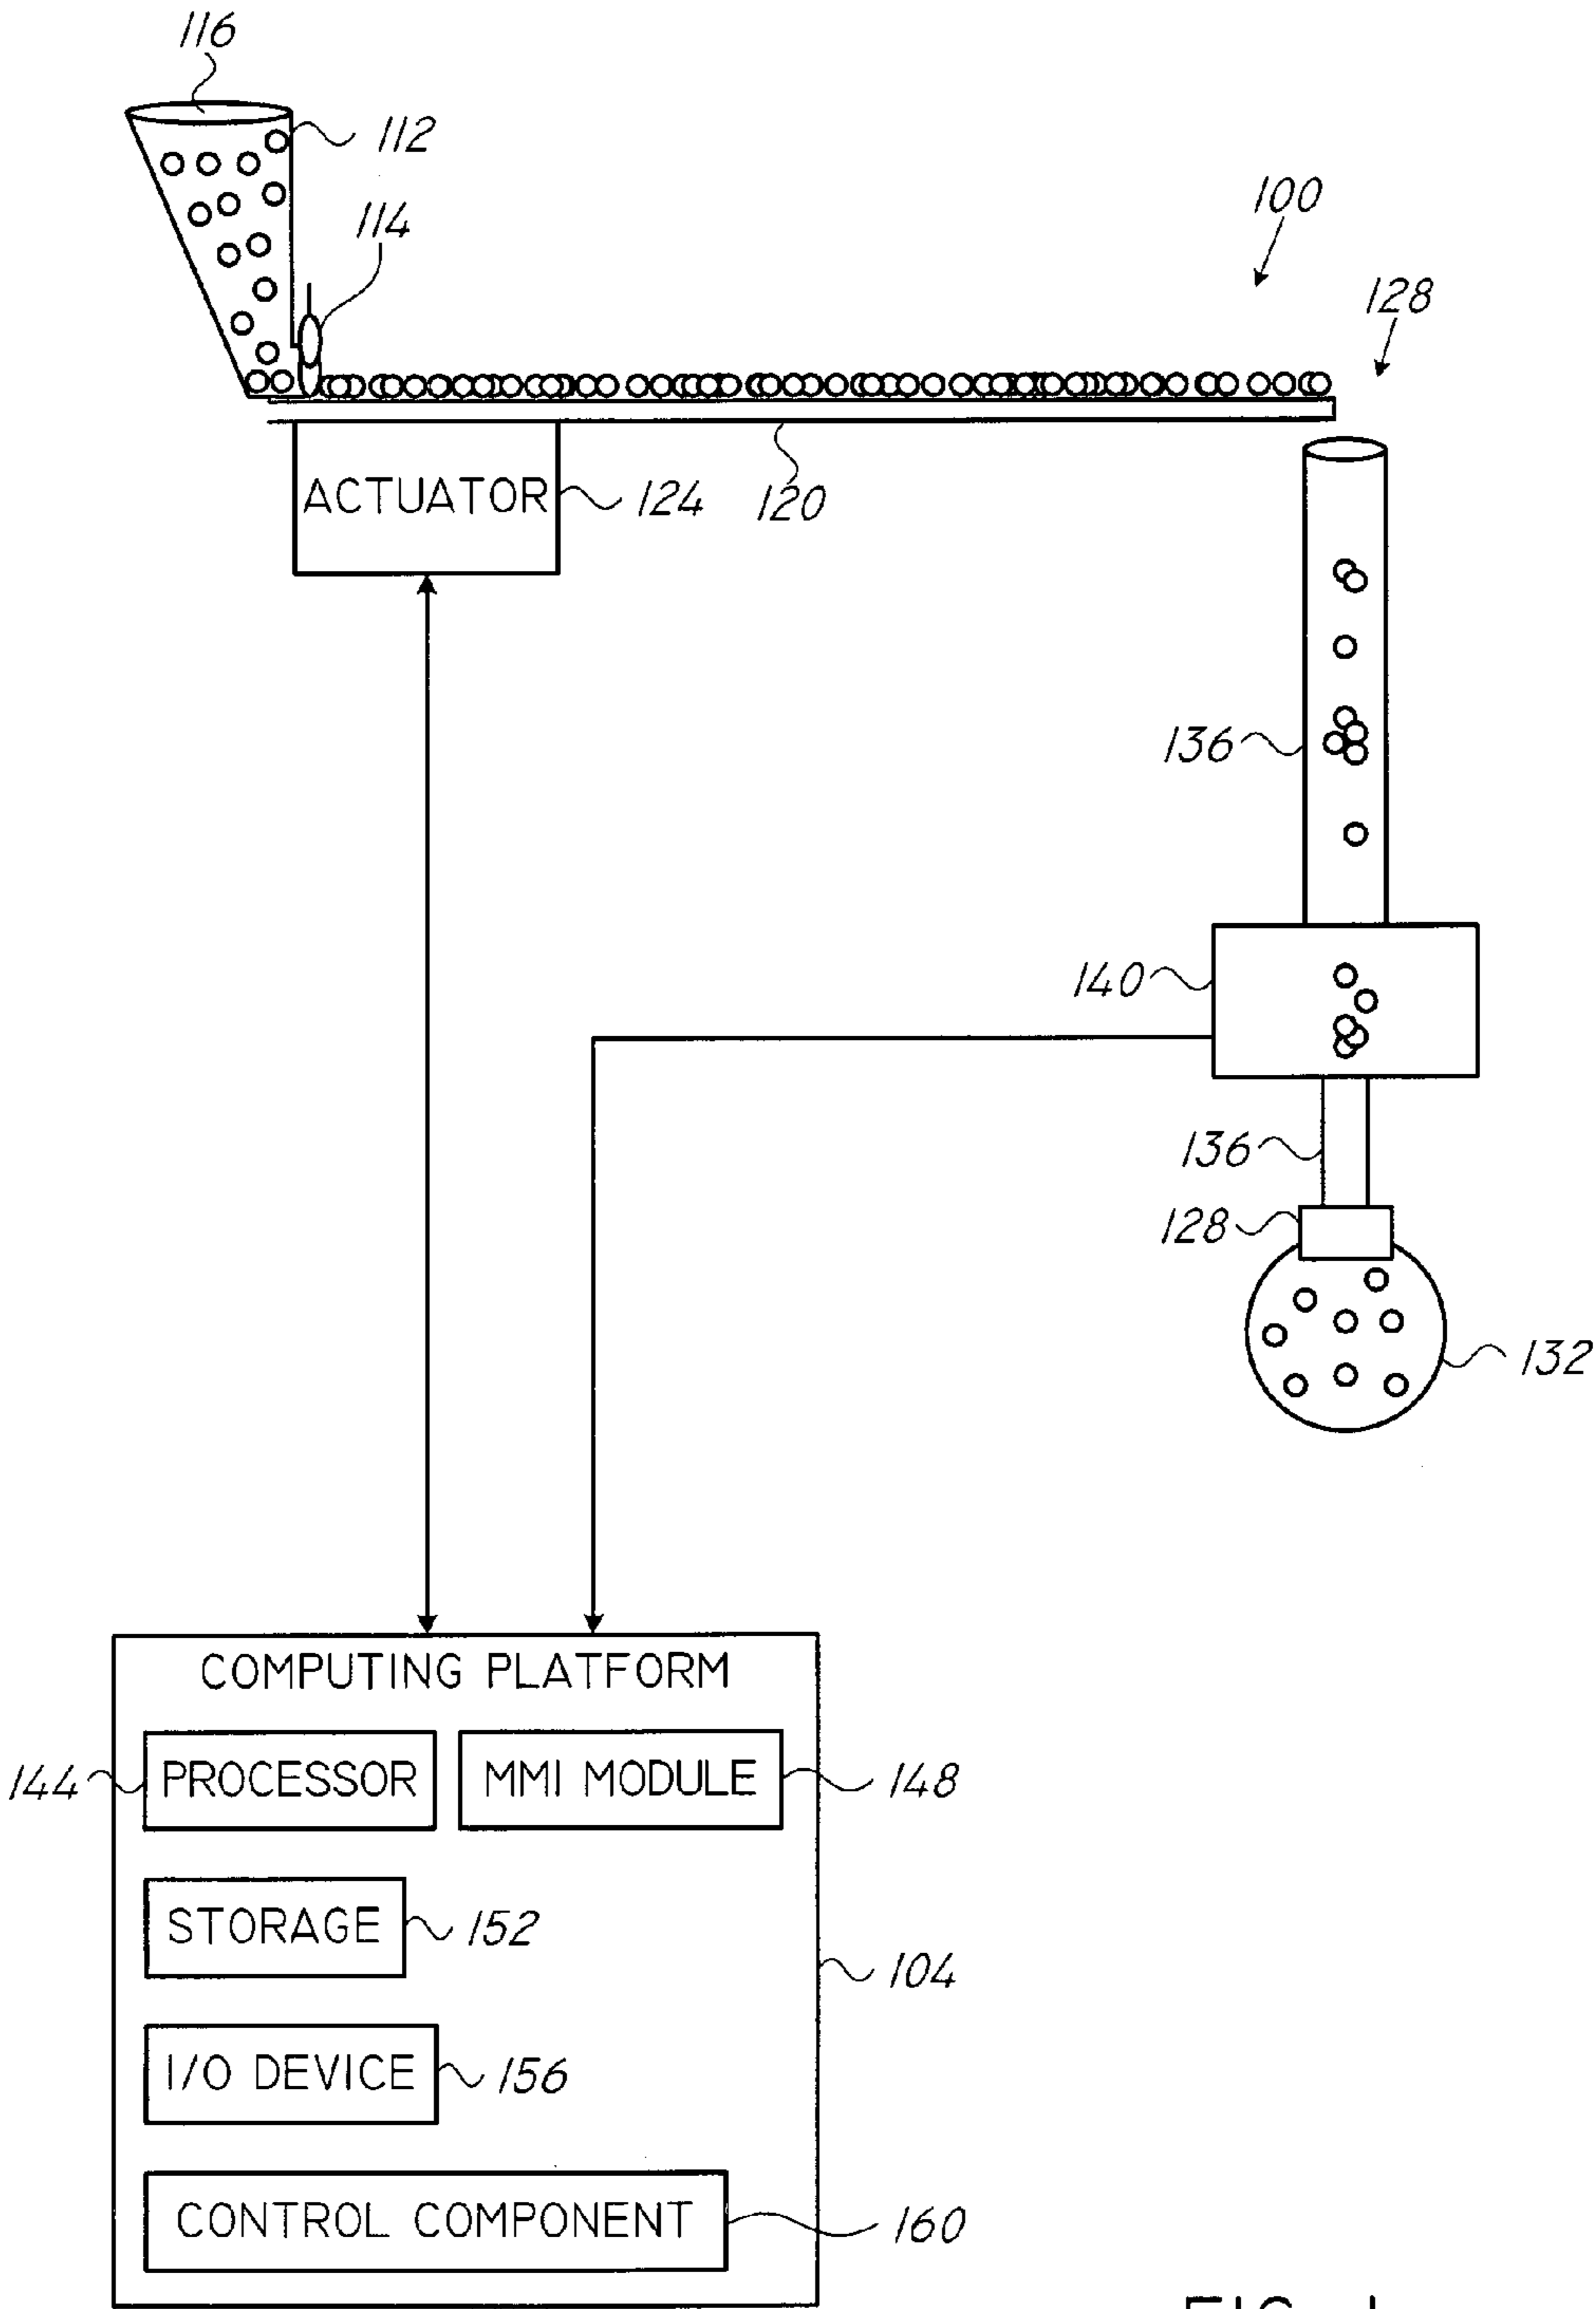 116
112
114
100
128
ACTUATOR
124
120
136
140
136
128
132
COMPUTING PLATFORM
144 PROCESSOR MMI MODULE 148
STORAGE 152
104
I/O DEVICE 156
CONTROL COMPONENT 160